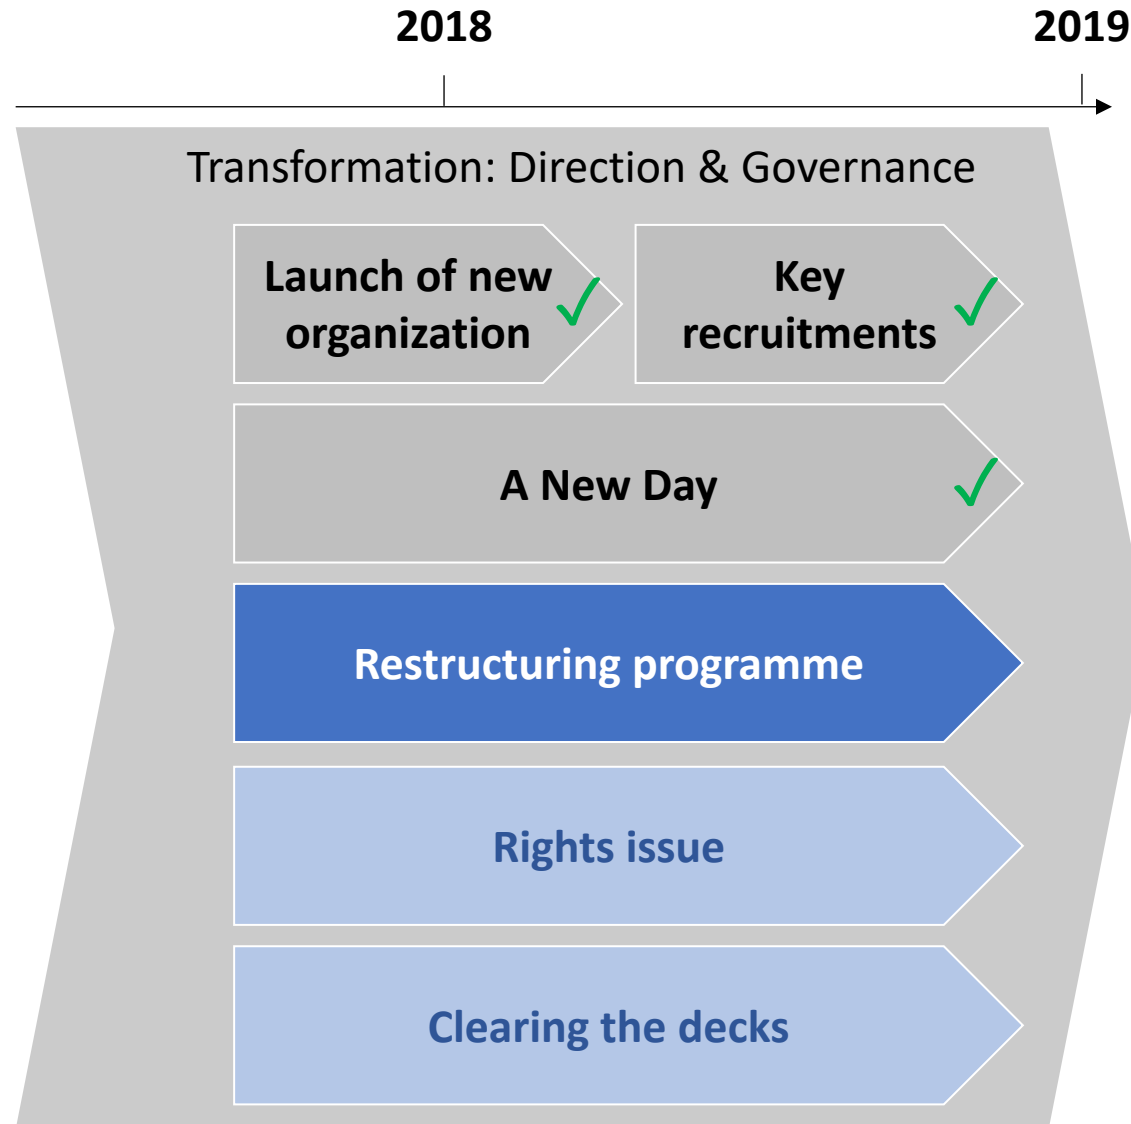 2018
2019
Transformation: Direction & Governance
Launch of new
organization
Key
recruitments
A New Day
Restructuring programme
Rights issue
Clearing the decks